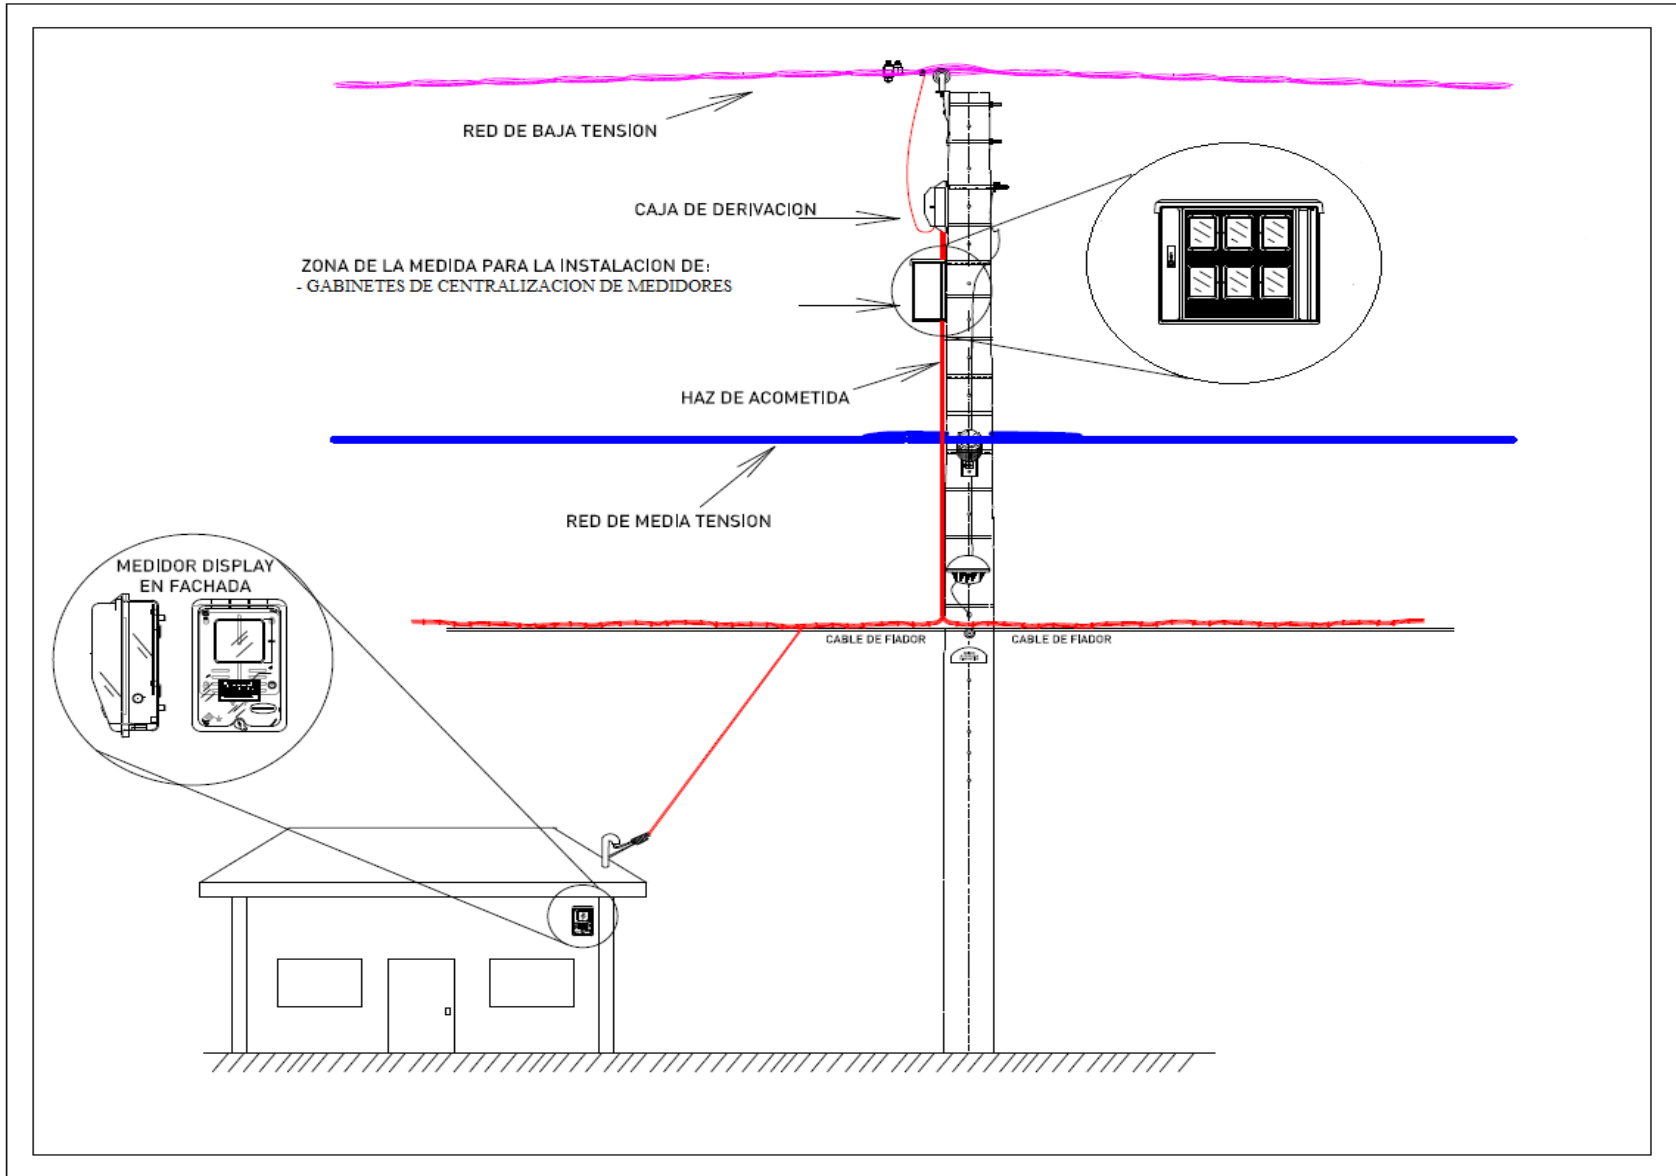 RED DE BAJA TENSION
CAJA DE DERIVACION
ZONA DE LA MEDIDA PARA LA INSTALACION DE:
- GABINETES DE CENTRALIZACION DE MEDIDORES
HAZ DE ACOMETIDA
RED DE MEDIA TENSION
MEDIDOR DISPLAY
EN FACHADA
CABLE DE FIADOR
CABLE DE FIADOR